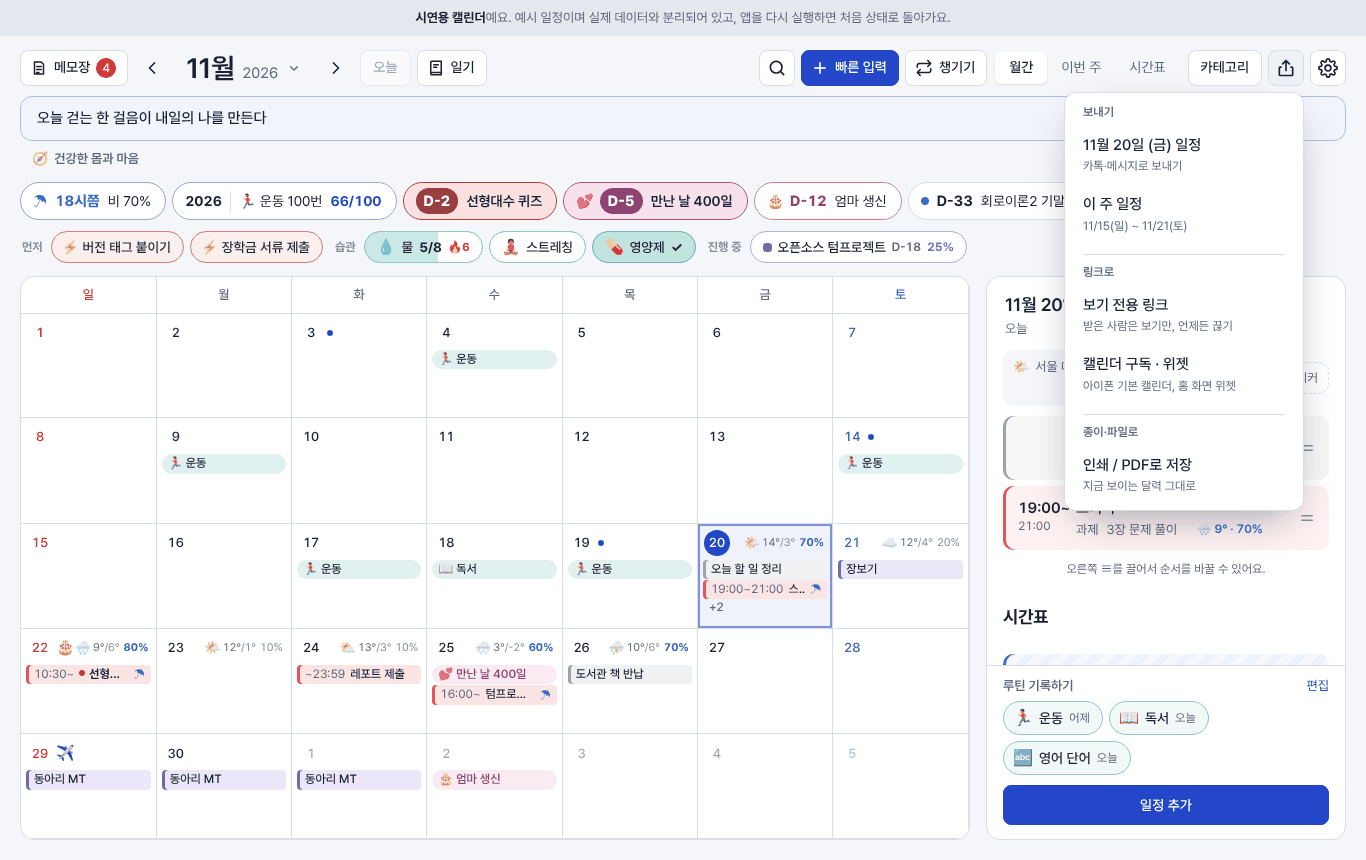 시연용 캘린더예요. 예시 일정이며 실제 데이터와 분리되어 있고, 앱을 다시 실행하면 처음 상태로 돌아가요.
메모장 4 11월 2026 오늘 일기 빠른 입력 챙기기 월간 이번 주 시간표 카테고리
오늘 걷는 한 걸음이 내일의 나를 만든다
건강한 몸과 마음
18시쯤 비 70% 2026 운동 100번 66/100 D-2 선형대수 퀴즈 D-5 만난 날 400일 D-12 엄마 생신 D-33 회로이론2 기말
먼저 버전 태그 붙이기 장학금 서류 제출 습관 물 5/8 6 스트레칭 영양제 진행 중 오픈소스 텀프로젝트 D-18 25%
일 월 화 수 목 금 토
1 2 3 4 5 6 7
운동
8 9 10 11 12 13 14
운동 운동
15 16 17 18 19 20 14°/3° 70% 21 12°/4° 20%
운동 독서 운동 오늘 할 일 정리 장보기
19:00~21:00 스..
+2
22 9°/6° 80% 23 12°/1° 10% 24 13°/3° 10% 25 3°/-2° 60% 26 10°/6° 70% 27 28
10:30~ 선형... ~23:59 레포트 제출 만난 날 400일 도서관 책 반납
16:00~ 텀프로...
29 30 1 2 3 4 5
동아리 MT 동아리 MT 동아리 MT 엄마 생신
보내기
11월 20일 (금) 일정
카톡·메시지로 보내기
이 주 일정
11/15(일) ~ 11/21(토)
링크로
보기 전용 링크
받은 사람은 보기만, 언제든 끊기
캘린더 구독 · 위젯
아이폰 기본 캘린더, 홈 화면 위젯
종이·파일로
인쇄 / PDF로 저장
지금 보이는 달력 그대로
11월 20
오늘
서울
19:00~
21:00 과제 3장 문제 풀이 9° · 70%
오른쪽 ≡를 끌어서 순서를 바꿀 수 있어요.
시간표
루틴 기록하기 편집
운동 어제 독서 오늘
abc 영어 단어 오늘
일정 추가